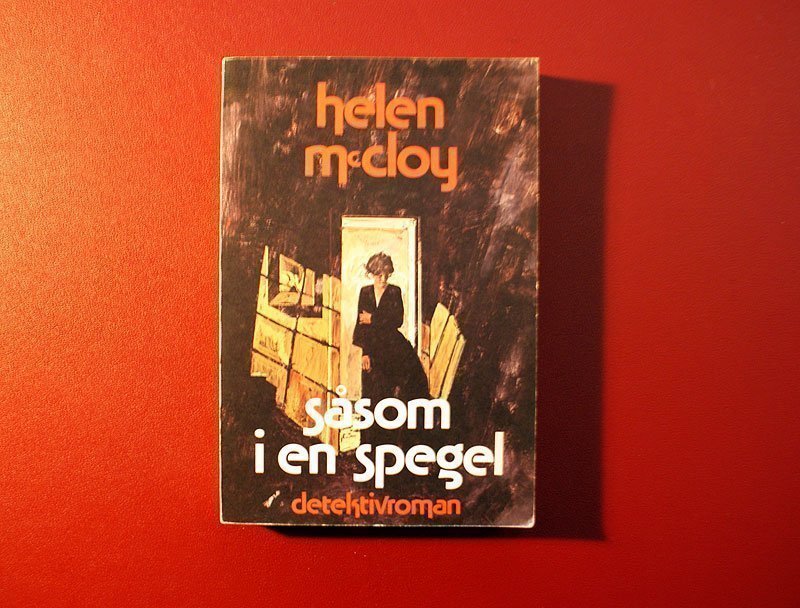 helen
mccloy
såsom
i en spegel
detektivroman